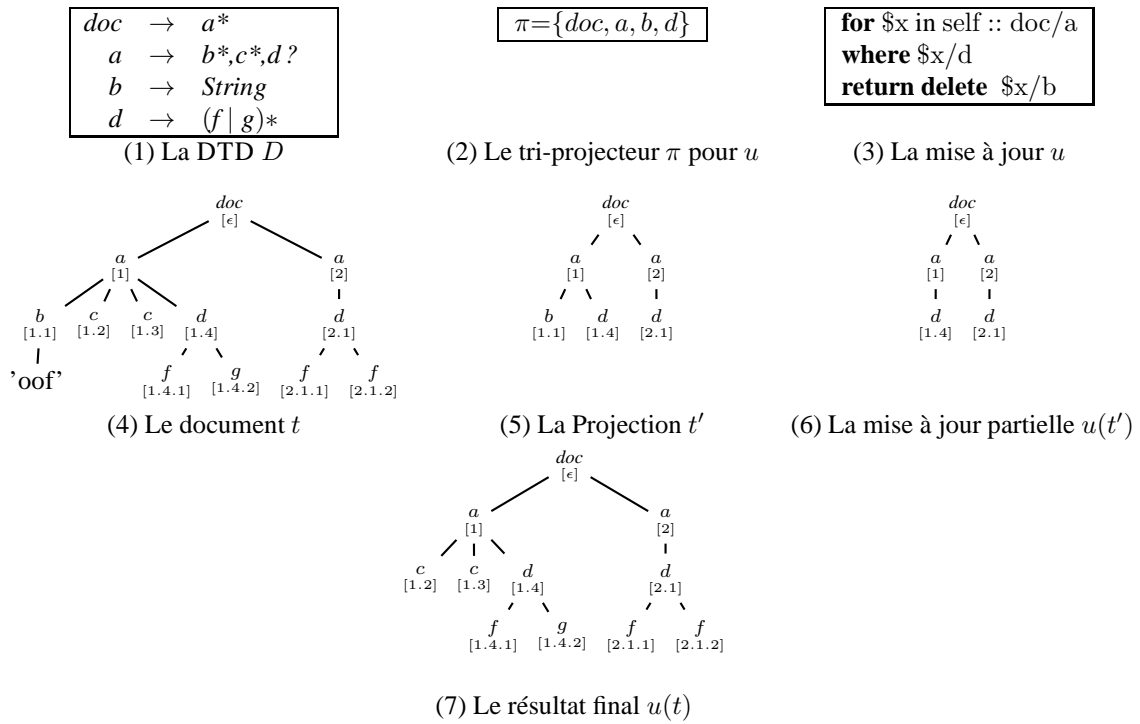 doc → a*
a → b*,c*,d ?
b → String
d → (f | g)*
(1) La DTD D
π={doc, a, b, d}
(2) Le tri-projecteur π pour u
for $x in self :: doc/a
where $x/d
return delete $x/b
(3) La mise à jour u
doc
[ϵ]
a a
[1] [2]
b c c d d
[1.1] [1.2] [1.3] [1.4] [2.1]
'oof' f g f f
[1.4.1] [1.4.2] [2.1.1] [2.1.2]
(4) Le document t
doc
[ϵ]
a a
[1] [2]
b d d
[1.1] [1.4] [2.1]
(5) La Projection t′
doc
[ϵ]
a a
[1] [2]
d d
[1.4] [2.1]
(6) La mise à jour partielle u(t′)
doc
[ϵ]
a a
[1] [2]
c c d d
[1.2] [1.3] [1.4] [2.1]
f g f f
[1.4.1] [1.4.2] [2.1.1] [2.1.2]
(7) Le résultat final u(t)